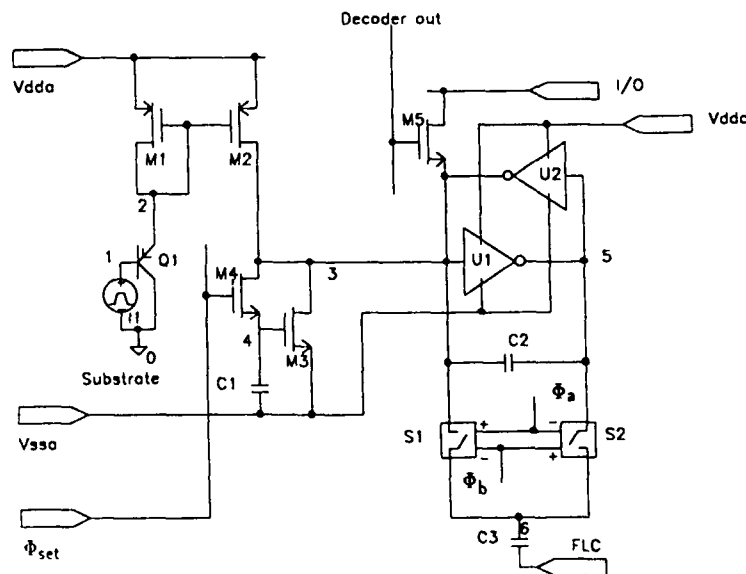 Decoder out
Vdda
I/O
M5
Vddc
M1
M2
U2
2
1
Q1
3
U1
5
M4
I1
4
M3
0
C2
Substrate
C1
Φa
Vssa
S1
+
-
S2
-
+
Φb
6
C3
FLC
Φset